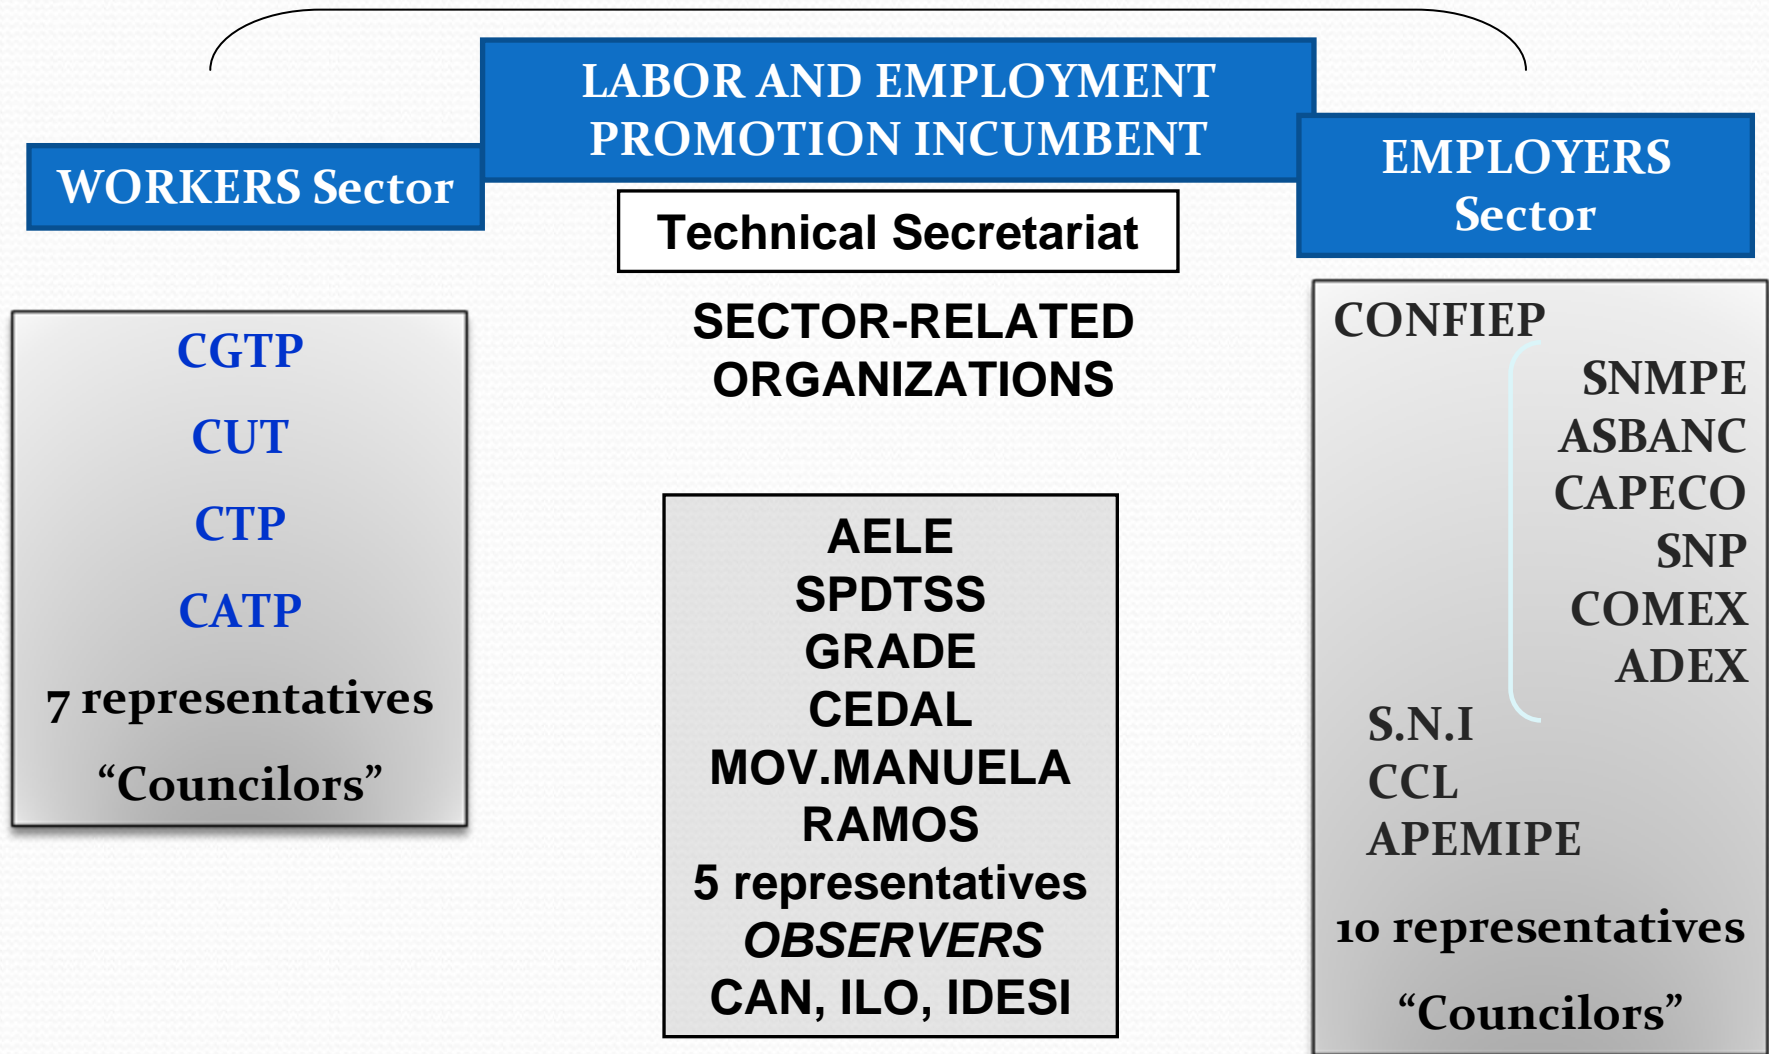 LABOR AND EMPLOYMENT
PROMOTION INCUMBENT
WORKERS Sector
EMPLOYERS
Sector
Technical Secretariat
CGTP
CUT
CTP
CATP
7 representatives
“Councilors”
SECTOR-RELATED
ORGANIZATIONS
AELE
SPDTSS
GRADE
CEDAL
MOV.MANUELA
RAMOS
5 representatives
OBSERVERS
CAN, ILO, IDESI
CONFIEP
SNMPE
ASBANC
CAPECO
SNP
COMEX
ADEX
S.N.I
CCL
APEMIPE
10 representatives
“Councilors”